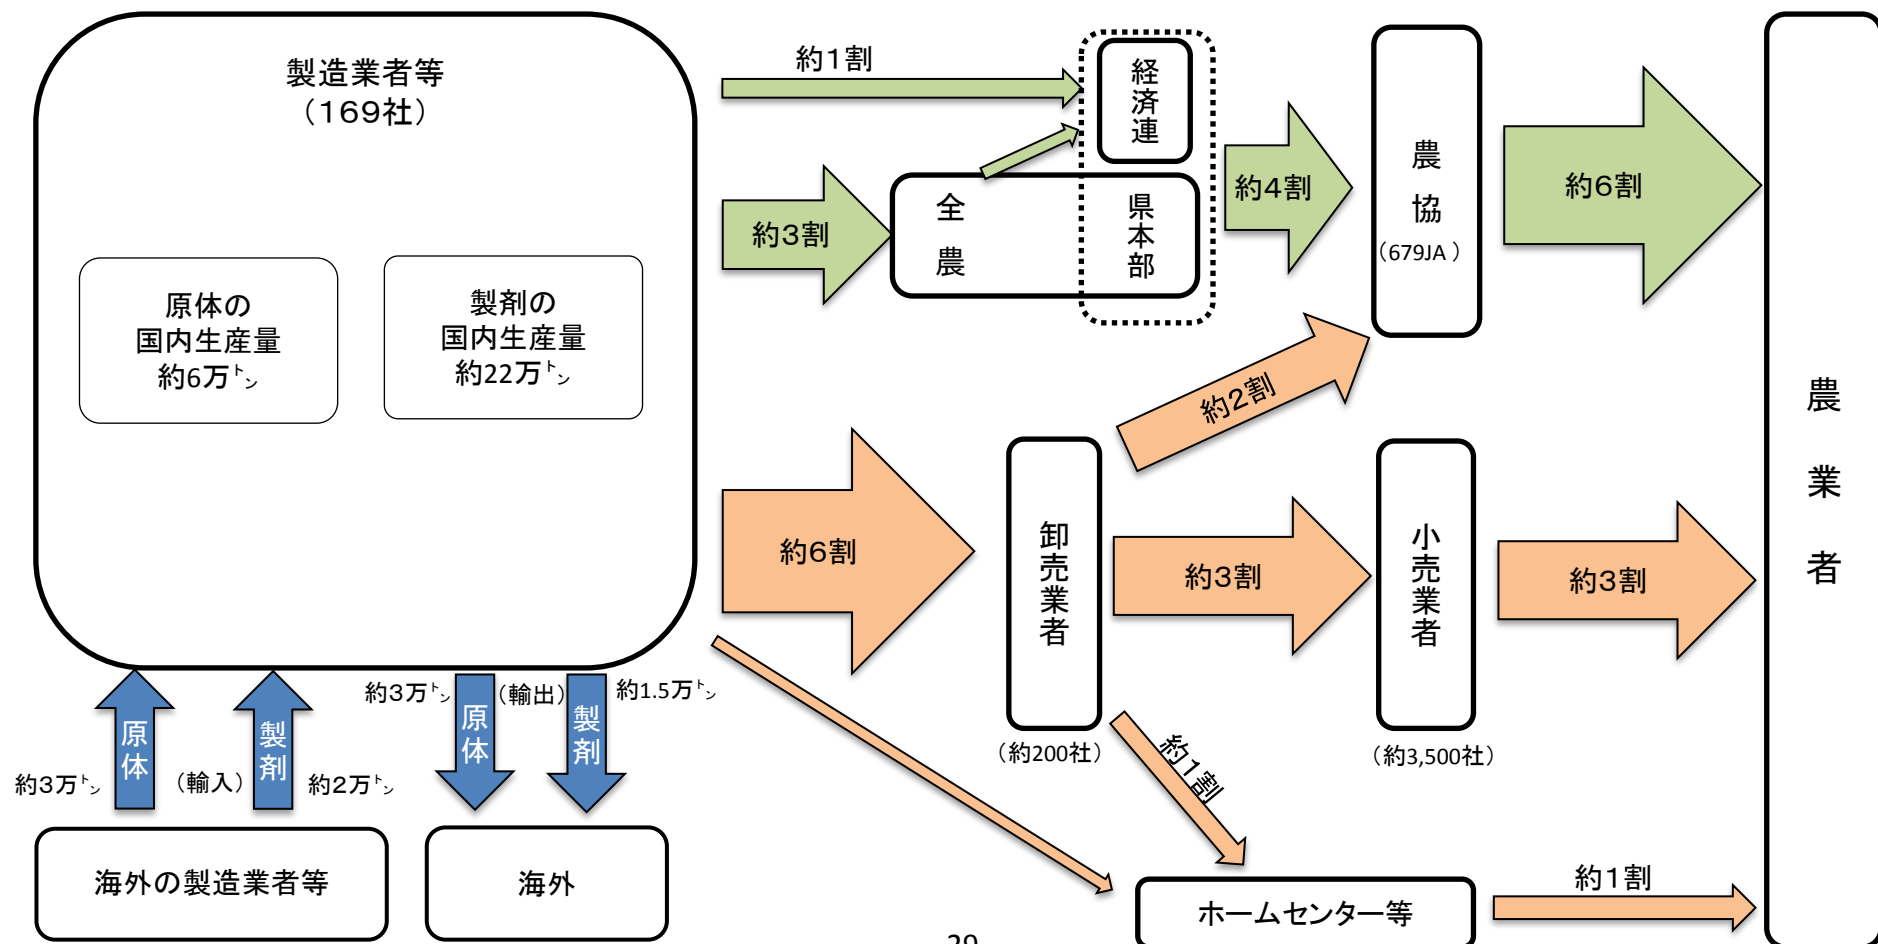 製造業者等
（169社）
原体の
国内生産量
約6万㌧
製剤の
国内生産量
約22万㌧
約1割
経済連
約3割
全農
県本部
約4割
農協
（679JA ）
約6割
農業者
約2割
約6割
卸売業者
（約200社）
約3割
小売業者
（約3,500社）
約3割
約1割
ホームセンター等
約1割
約3万㌧
原体
（輸入）
製剤
約2万㌧
約3万㌧
原体
（輸出）
製剤
約1.5万㌧
海外の製造業者等
海外
29